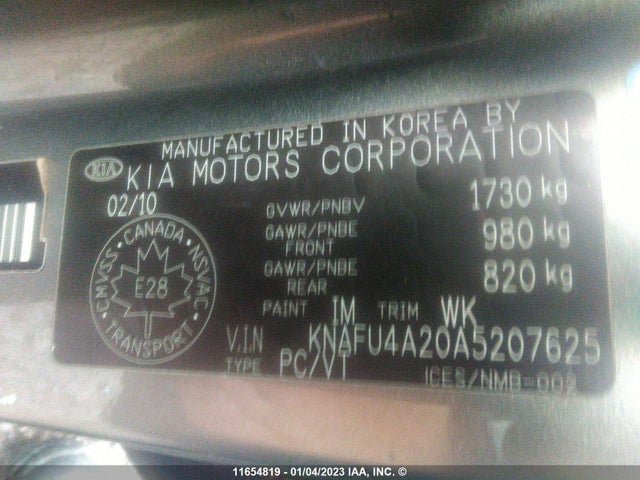 MANUFACTURED IN KOREA BY
KIA
KIA MOTORS CORPORATION
02/10
GVWR/PNBV 1730 kg
GAWR/PNBE FRONT 980 kg
GAWR/PNBE REAR 820 kg
CANADA
CMVSS NSVAC
E28
TRANSPORT
PAINT IM TRIM WK
V.I.N KNAFU4A20A5207625
TYPE PC/VT
ICES/NMB-002
11654819 - 01/04/2023 IAA, INC. ©